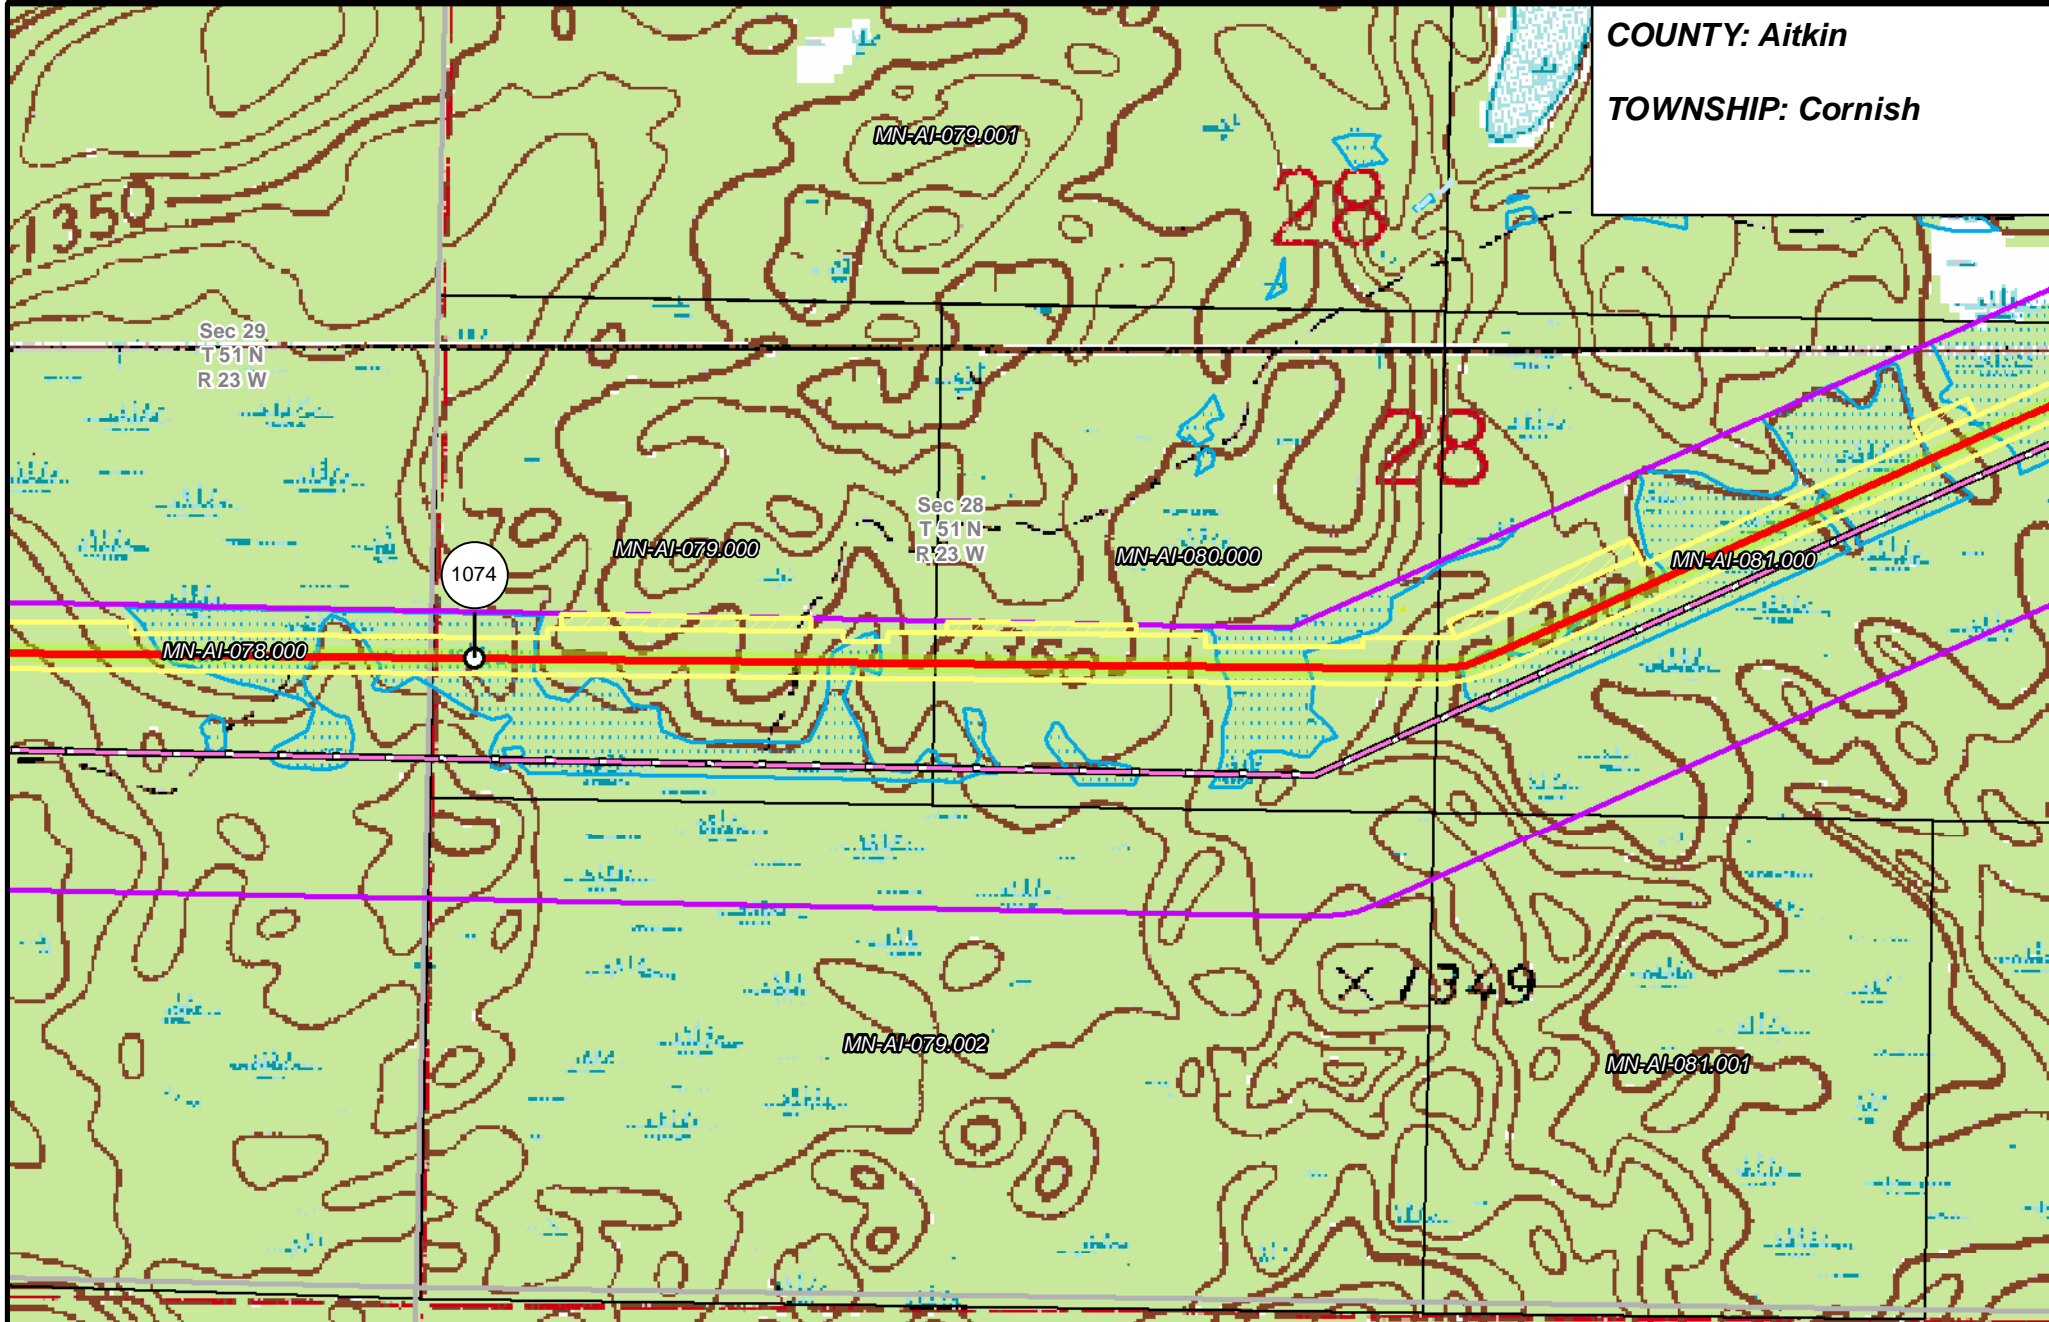 COUNTY: Aitkin
TOWNSHIP: Cornish
MN-AI-079.001
28
1350
Sec 29
T 51 N
R 23 W
28
Sec 28
T 51 N
R 23 W
MN-AI-079.000
MN-AI-080.000
MN-AI-081.000
1074
MN-AI-078.000
X 1349
MN-AI-079.002
MN-AI-081.001